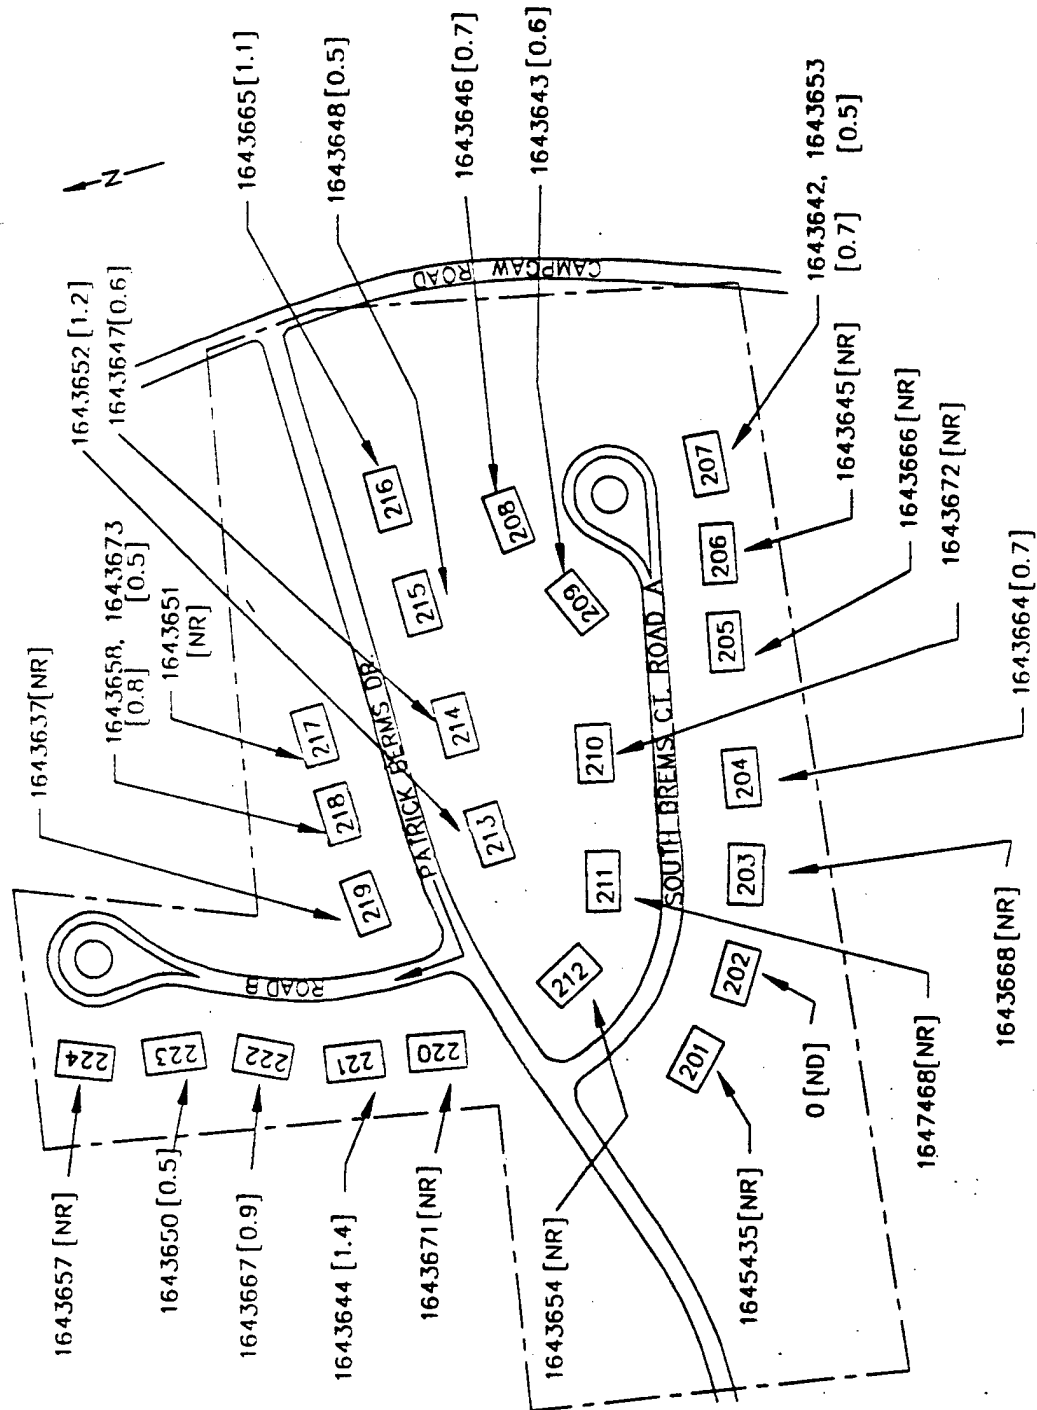 1643665 [1.1]
1643648 [0.5]
1643646 [0.7]
1643643 [0.6]
1643642, 1643653
[0.7] [0.5]
N
1643652 [1.2]
1643647 [0.6]
CAMPGAW ROAD
1643645 [NR]
1643666 [NR]
1643672 [NR]
1643664 [0.7]
1643637 [NR]
1643658, 1643673
[0.8] [0.5]
1643651
[NR]
216
215
208
209
207
206
205
217
218
219
214
213
PATRICK BERMS DR.
210
211
212
SOUTH BREMS CT. ROAD A
204
203
202
201
ROAD B
224
223
222
221
220
1643668 [NR]
1647468 [NR]
0 [ND]
1645435 [NR]
1643654 [NR]
1643657 [NR]
1643650 [0.5]
1643667 [0.9]
1643644 [1.4]
1643671 [NR]